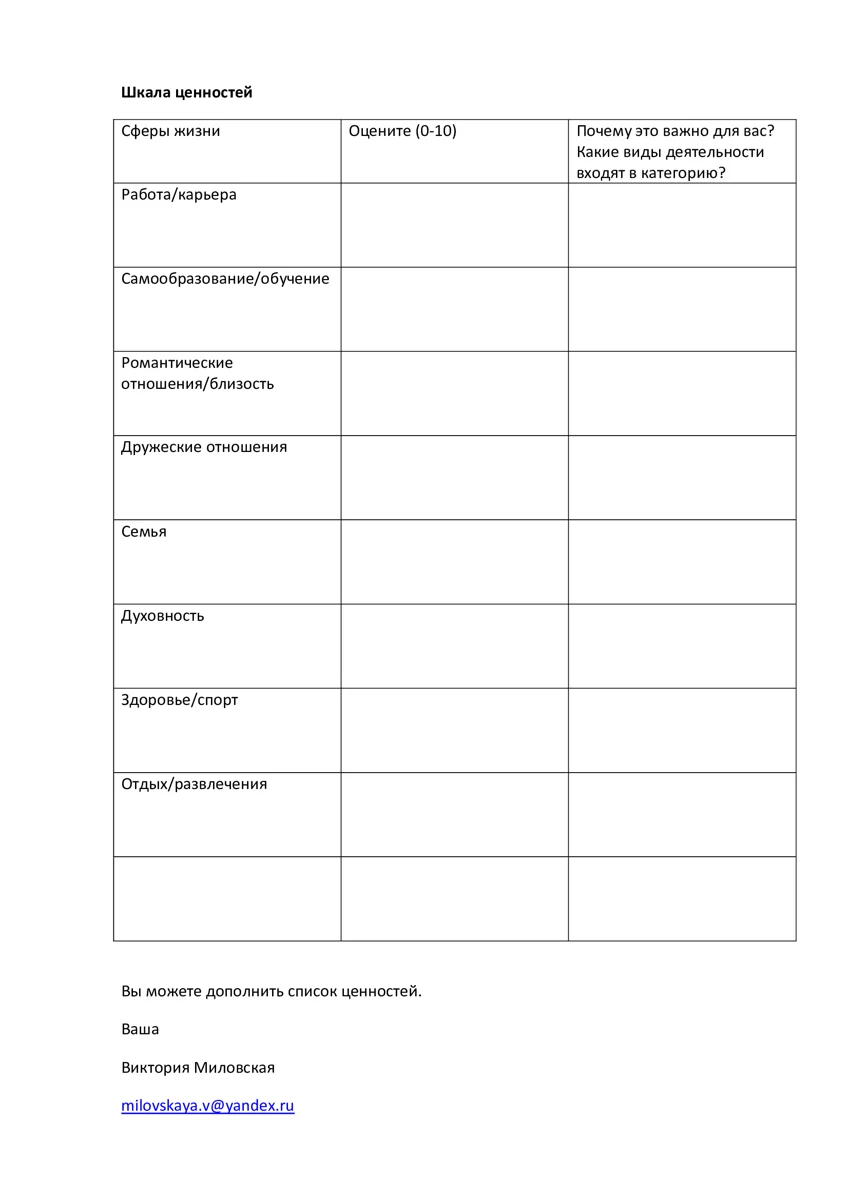 Шкала ценностей
Сферы жизни
Оцените (0-10)
Почему это важно для вас?
Какие виды деятельности
входят в категорию?
Работа/карьера
Самообразование/обучение
Романтические
отношения/близость
Дружеские отношения
Семья
Духовность
Здоровье/спорт
Отдых/развлечения
Вы можете дополнить список ценностей.
Ваша
Виктория Миловская
milovskaya.v@yandex.ru